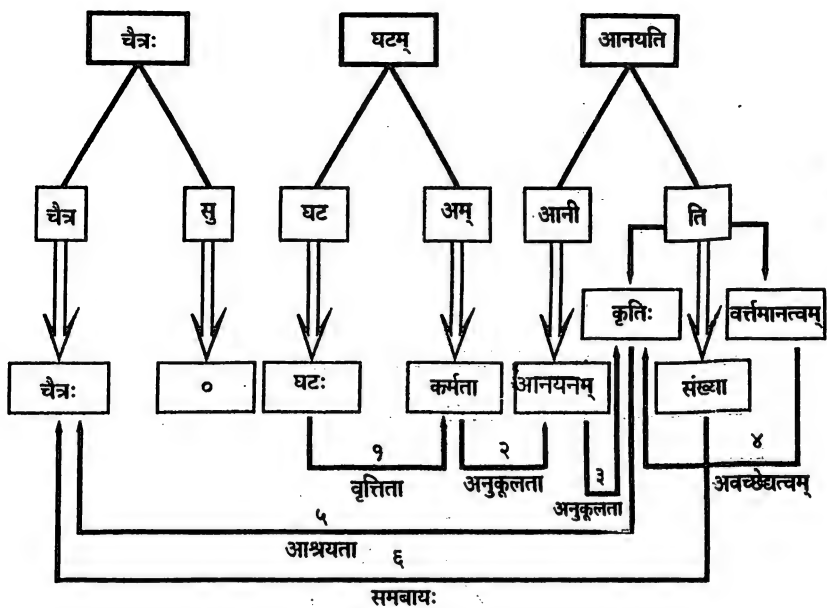 चैत्रः घटम् आनयति
चैत्र सु घट अम् आनी ति
कृतिः वर्त्तमानत्वम्
चैत्रः ० घटः कर्मता आनयनम् संख्या
१ २ ३ ४
वृत्तिता अनुकूलता अनुकूलता अवच्छेद्यत्वम्
५
आश्रयता
६
समबायः